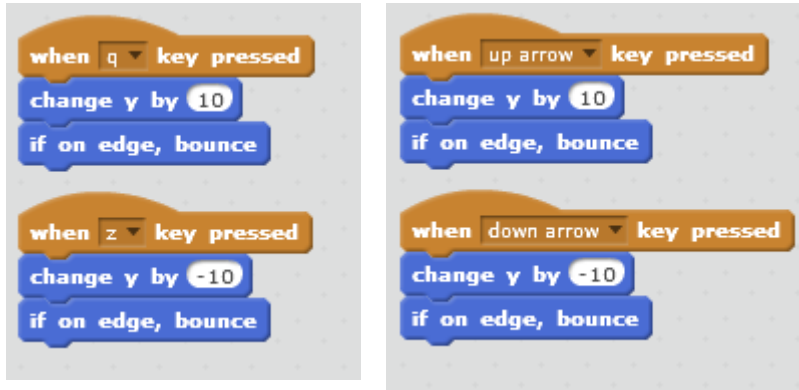 when q key pressed
change y by 10
if on edge, bounce
when z key pressed
change y by -10
if on edge, bounce
when up arrow key pressed
change y by 10
if on edge, bounce
when down arrow key pressed
change y by -10
if on edge, bounce